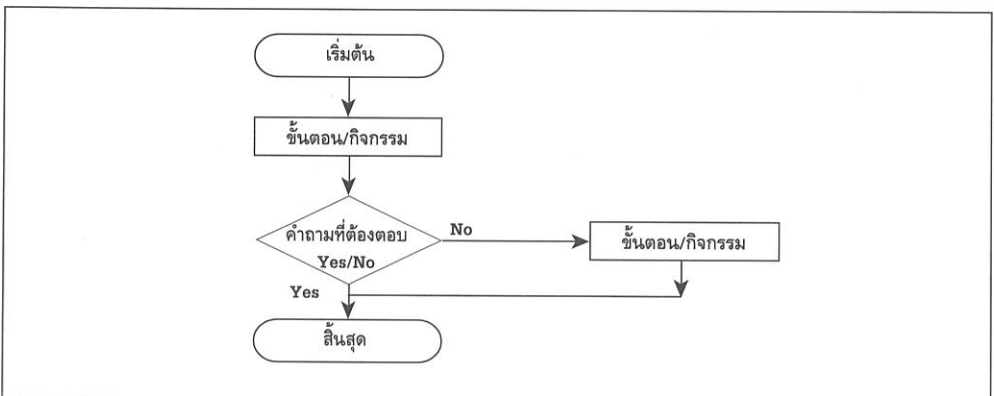 เริ่มต้น
ขั้นตอน/กิจกรรม
คำถามที่ต้องตอบ
Yes/No
No
ขั้นตอน/กิจกรรม
Yes
สิ้นสุด